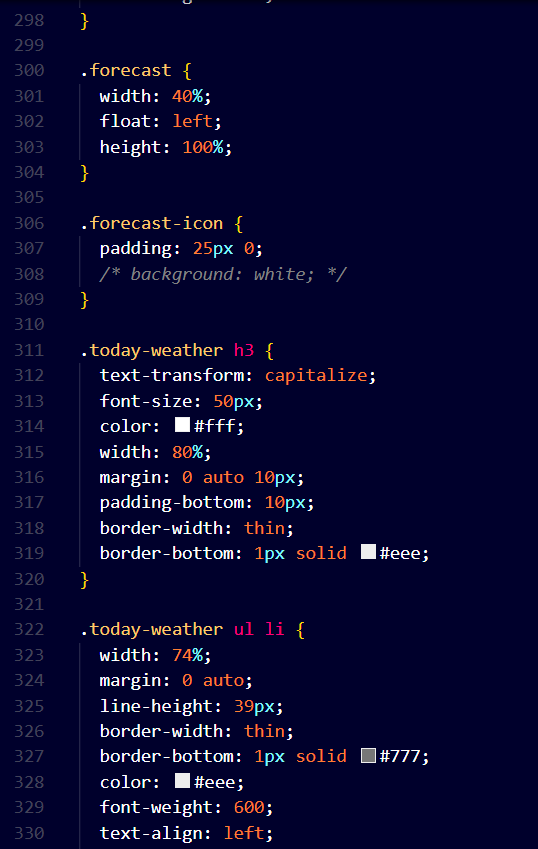 298 }
299
300 .forecast {
301 width: 40%;
302 float: left;
303 height: 100%;
304 }
305
306 .forecast-icon {
307 padding: 25px 0;
308 /* background: white; */
309 }
310
311 .today-weather h3 {
312 text-transform: capitalize;
313 font-size: 50px;
314 color: #fff;
315 width: 80%;
316 margin: 0 auto 10px;
317 padding-bottom: 10px;
318 border-width: thin;
319 border-bottom: 1px solid #eee;
320 }
321
322 .today-weather ul li {
323 width: 74%;
324 margin: 0 auto;
325 line-height: 39px;
326 border-width: thin;
327 border-bottom: 1px solid #777;
328 color: #eee;
329 font-weight: 600;
330 text-align: left;